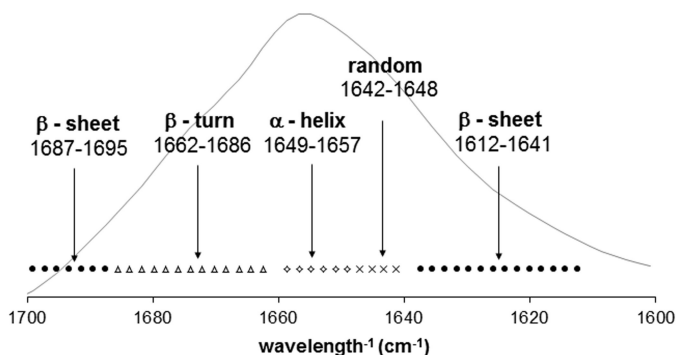 random
1642-1648
β - sheet
1687-1695
β - turn
1662-1686
α - helix
1649-1657
β - sheet
1612-1641
1700
1680
1660
1640
1620
1600
wavelength⁻¹ (cm⁻¹)